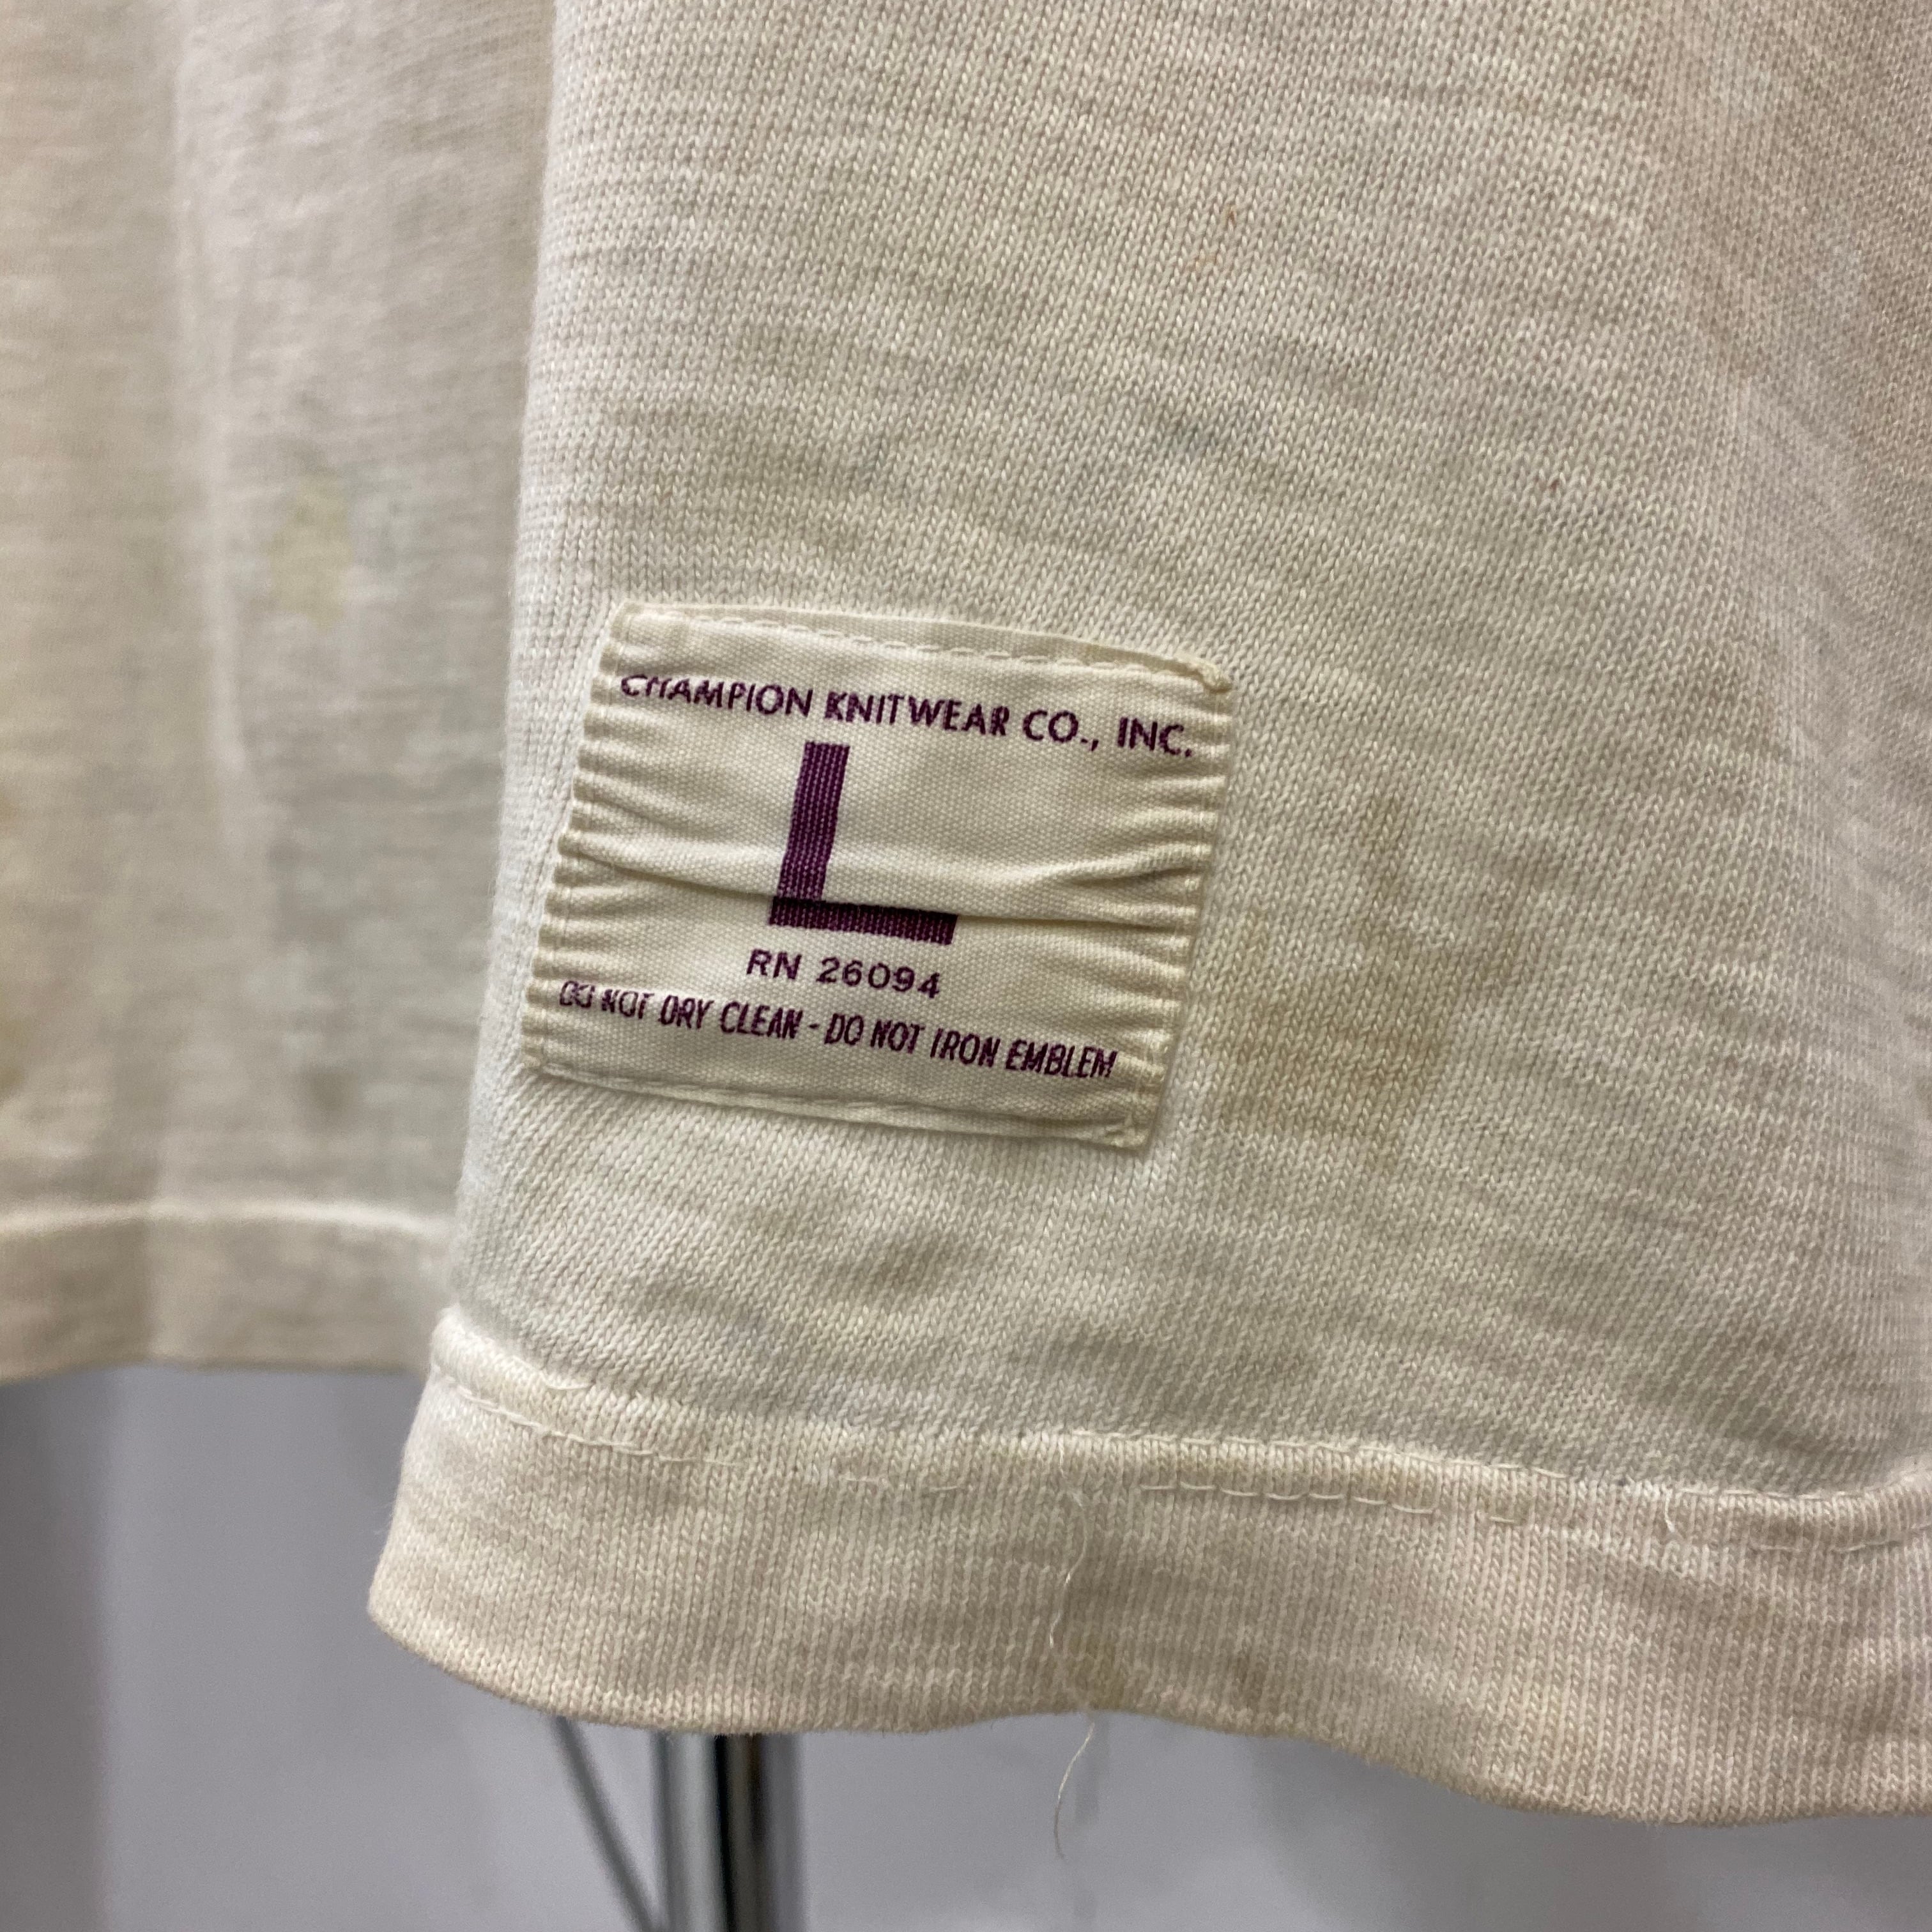 CHAMPION KNITWEAR CO., INC.
L
RN 26094
DO NOT DRY CLEAN - DO NOT IRON EMBLEM